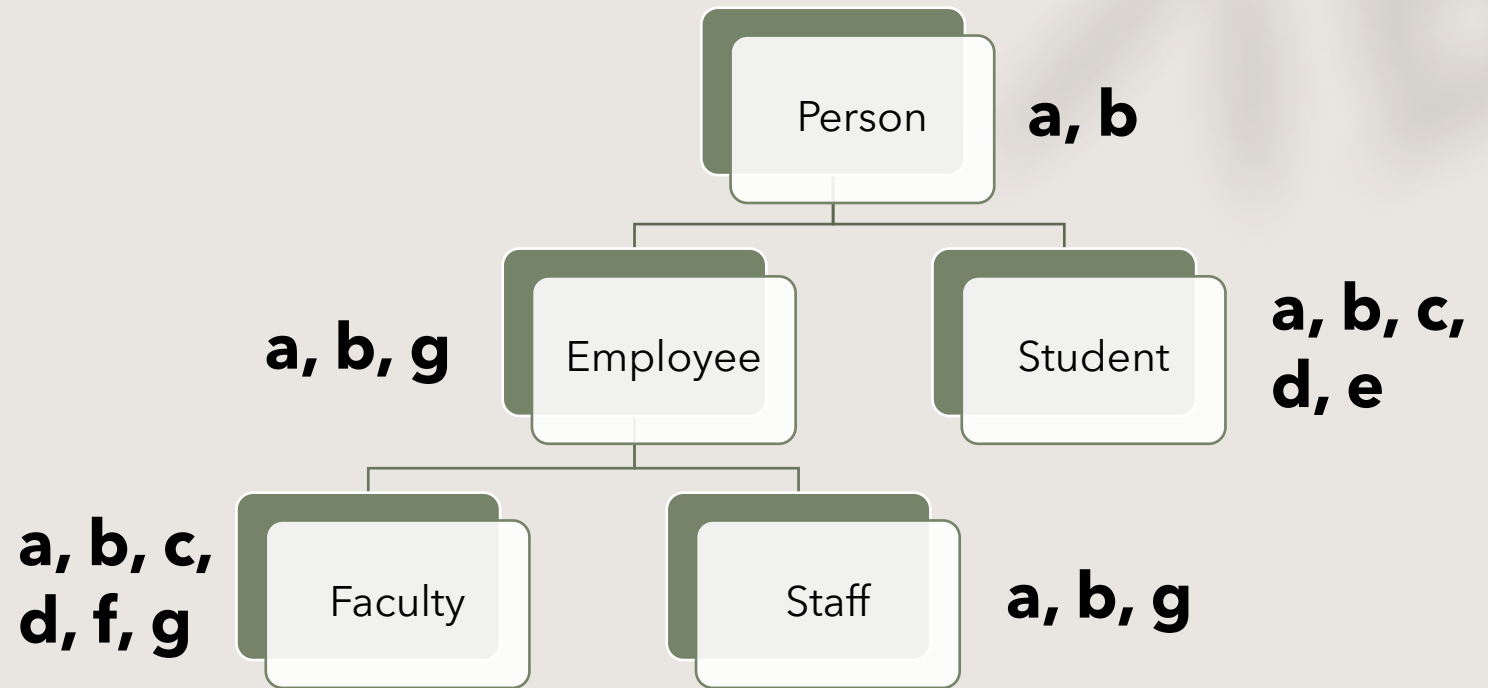 Person
a, b
a, b, g
Employee
Student
a, b, c,
d, e
a, b, c,
d, f, g
Faculty
Staff
a, b, g